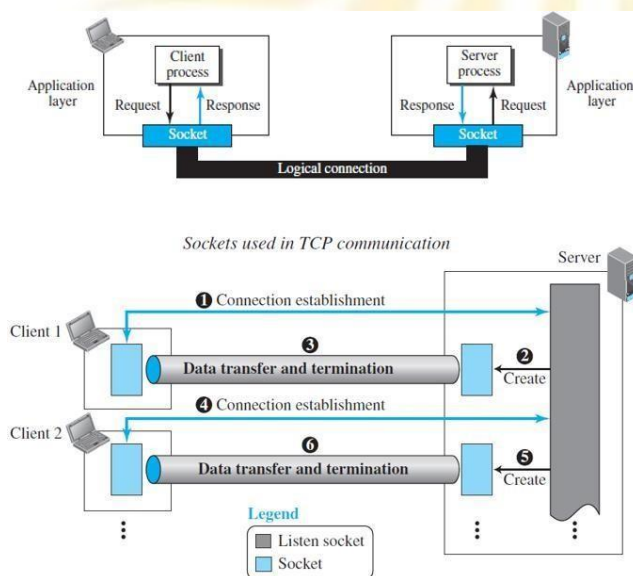 Client
process
Server
process
Application
layer
Request
Response
Response
Request
Application
layer
Socket
Socket
Logical connection
Sockets used in TCP communication
Server
1 Connection establishment
Client 1
3
Data transfer and termination
2
Create
4 Connection establishment
Client 2
6
Data transfer and termination
5
Create
Legend
Listen socket
Socket